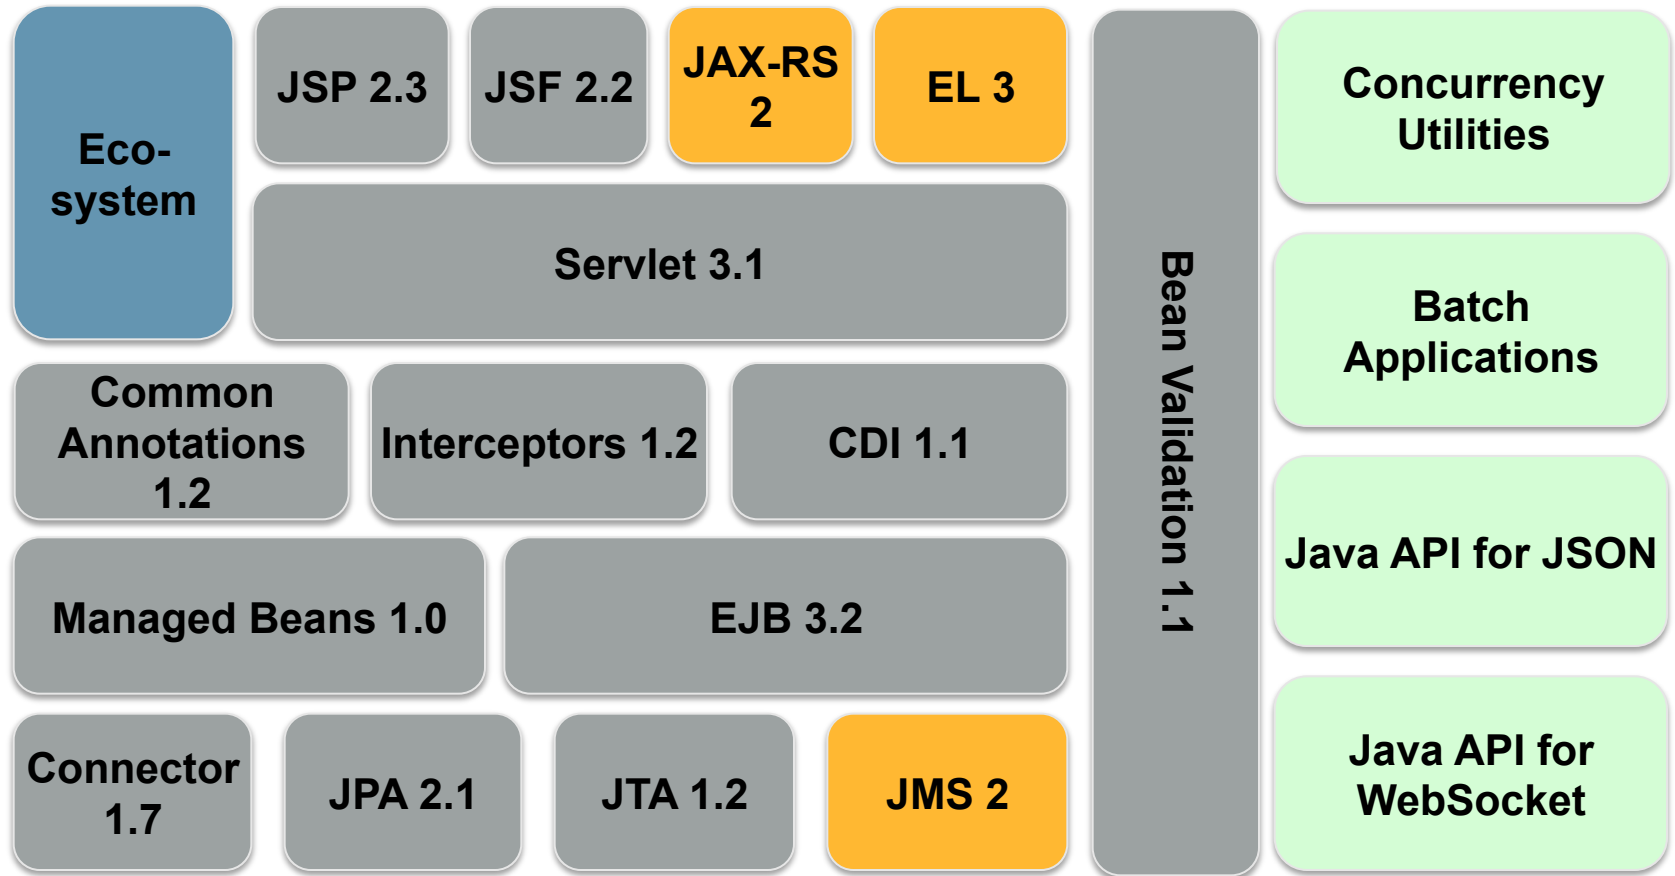 Eco-
system
JSP 2.3
JSF 2.2
JAX-RS
2
EL 3
Servlet 3.1
Common
Annotations
1.2
Interceptors 1.2
CDI 1.1
Managed Beans 1.0
EJB 3.2
Connector
1.7
JPA 2.1
JTA 1.2
JMS 2
Bean Validation 1.1
Concurrency
Utilities
Batch
Applications
Java API for JSON
Java API for
WebSocket